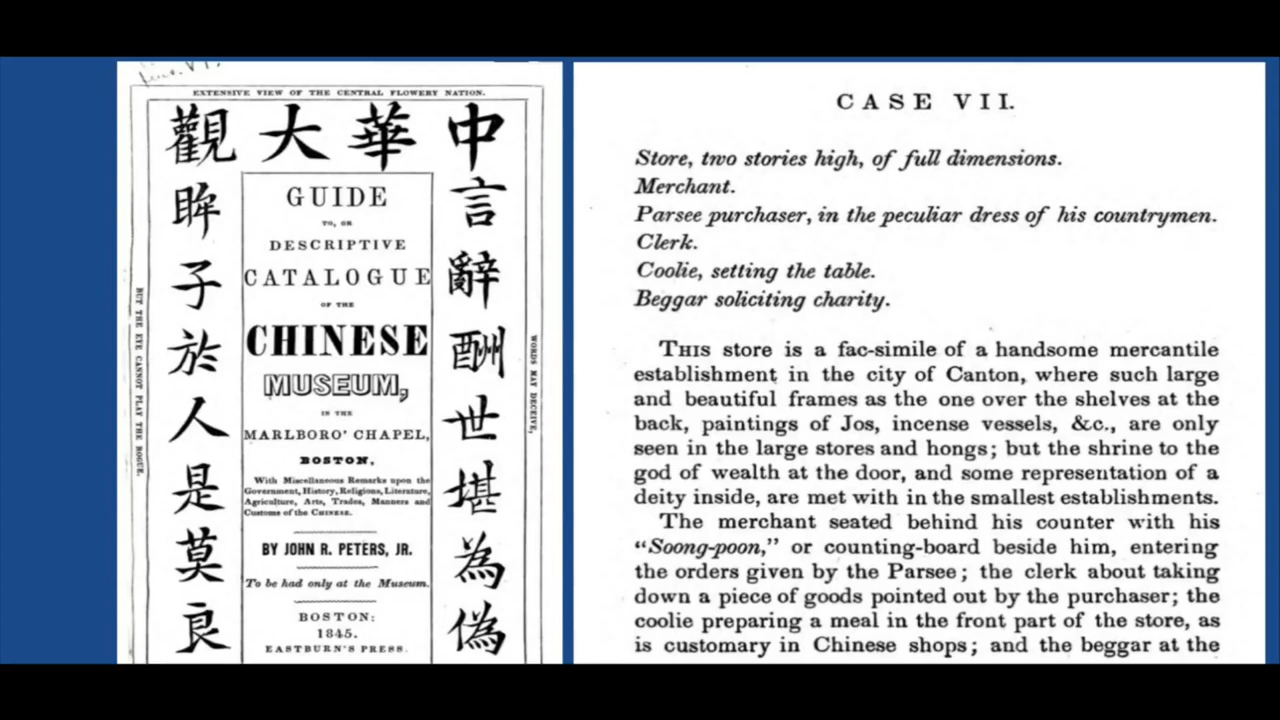 EXTENSIVE VIEW OF THE CENTRAL FLOWERY NATION.
觀大華中
言辭酬世堪為偽
眸子於人是莫良
WORDS MAY DECEIVE,
BUT THE EYE CANNOT PLAY THE ROGUE.
GUIDE
TO, OR
DESCRIPTIVE
CATALOGUE
OF THE
CHINESE
MUSEUM,
IN THE
MARLBORO' CHAPEL,
BOSTON,
With Miscellaneous Remarks upon the
Government, History, Religions, Literature,
Agriculture, Arts, Trades, Manners and
Customs of the CHINESE.
BY JOHN R. PETERS, JR.
To be had only at the Museum.
BOSTON:
1845.
EASTBURN'S PRESS.
CASE VII.
Store, two stories high, of full dimensions.
Merchant.
Parsee purchaser, in the peculiar dress of his countrymen.
Clerk.
Coolie, setting the table.
Beggar soliciting charity.
THIS store is a fac-simile of a handsome mercantile
establishment in the city of Canton, where such large
and beautiful frames as the one over the shelves at the
back, paintings of Jos, incense vessels, &c., are only
seen in the large stores and hongs; but the shrine to the
god of wealth at the door, and some representation of a
deity inside, are met with in the smallest establishments.
The merchant seated behind his counter with his
“Soong-poon,” or counting-board beside him, entering
the orders given by the Parsee; the clerk about taking
down a piece of goods pointed out by the purchaser; the
coolie preparing a meal in the front part of the store, as
is customary in Chinese shops; and the beggar at the